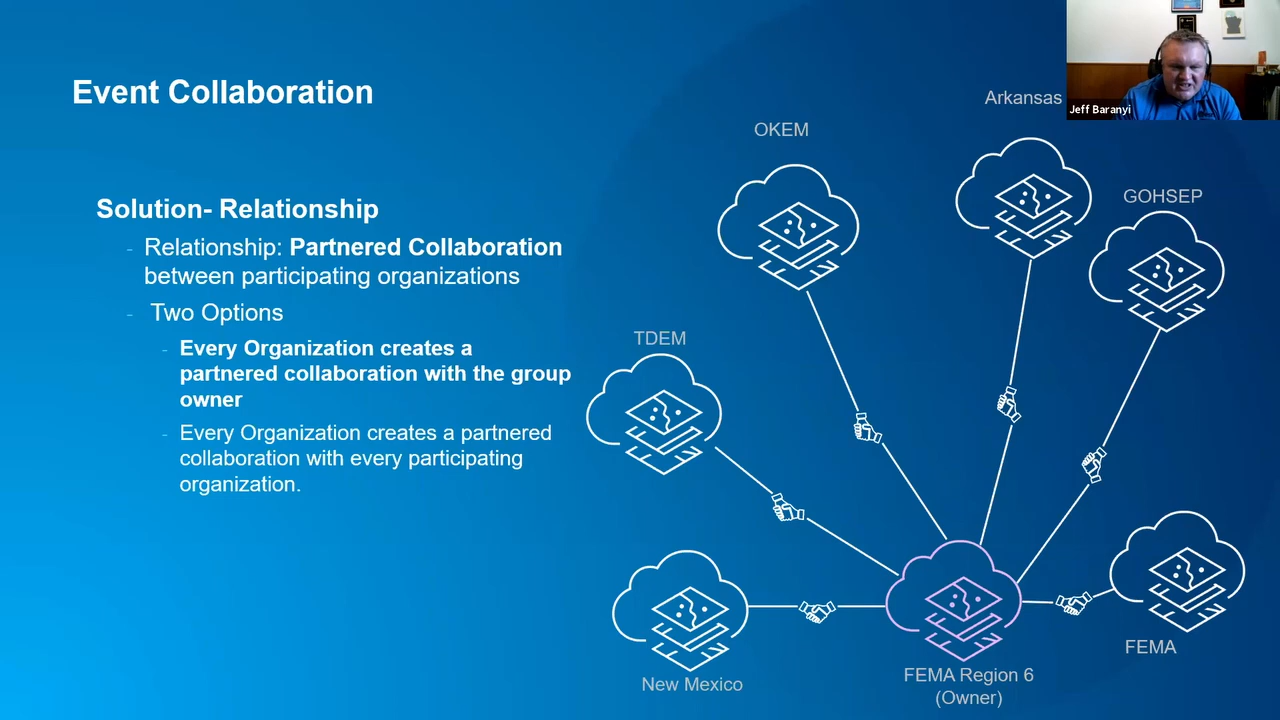 Event Collaboration
Solution- Relationship
- Relationship: Partnered Collaboration
between participating organizations
- Two Options
- Every Organization creates a
partnered collaboration with the group
owner
- Every Organization creates a partnered
collaboration with every participating
organization.
Arkansas
Jeff Baranyi
OKEM
GOHSEP
TDEM
New Mexico
FEMA Region 6
(Owner)
FEMA